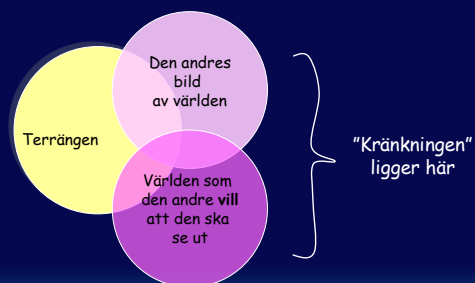 Den andres
bild
av världen
Terrängen
Världen som
den andre vill
att den ska
se ut
"Kränkningen"
ligger här